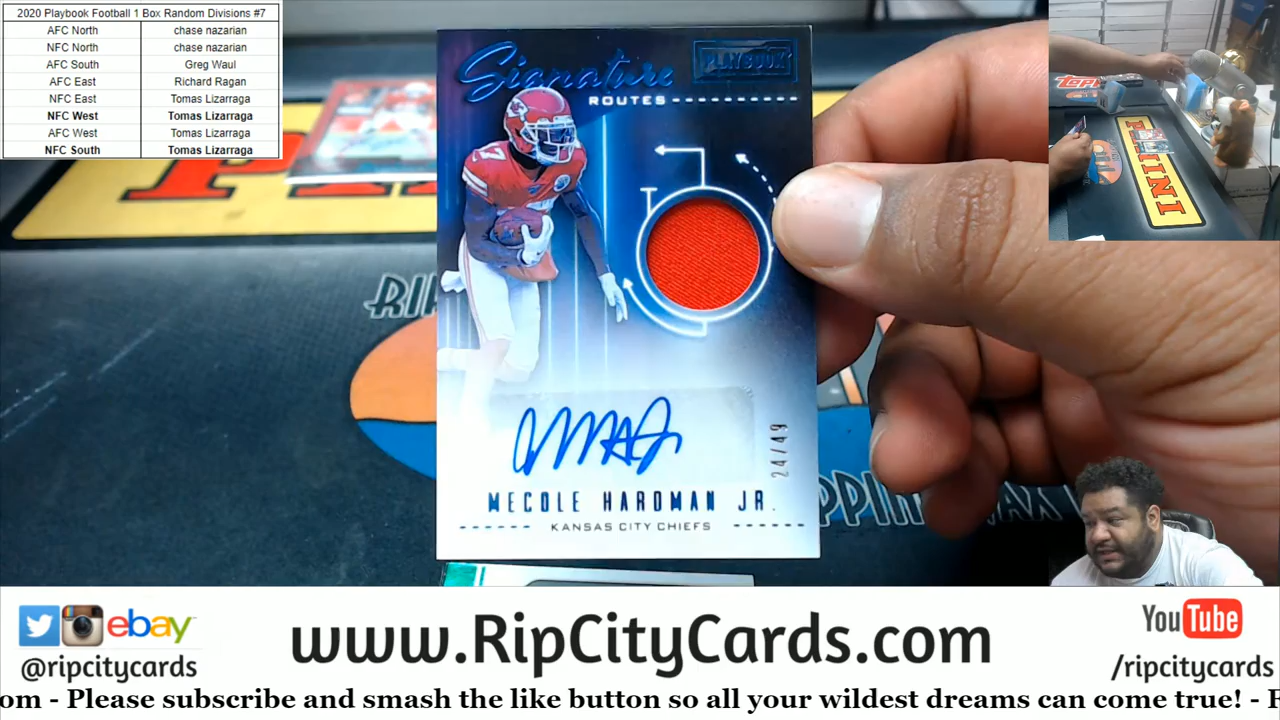 2020 Playbook Football 1 Box Random Divisions #7
AFC North chase nazarian
NFC North chase nazarian
AFC South Greg Waul
AFC East Richard Ragan
NFC East Tomas Lizarraga
NFC West Tomas Lizarraga
AFC West Tomas Lizarraga
NFC South Tomas Lizarraga
Signature
ROUTES
PLAYBOOK
17
24/49
MECOLE HARDMAN JR.
KANSAS CITY CHIEFS
TOPPS
PANINI
RIP
ebay
@ripcitycards
www.RipCityCards.com
YouTube
/ripcitycards
om - Please subscribe and smash the like button so all your wildest dreams can come true! -